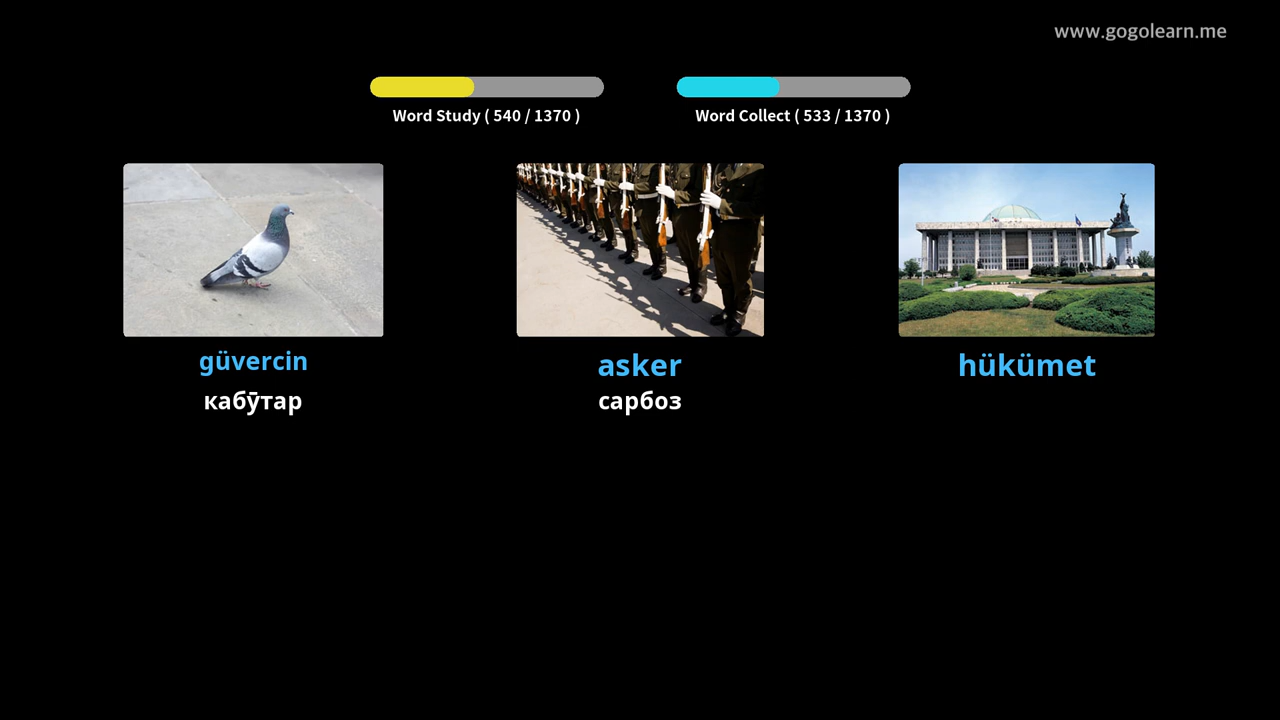 www.gogolearn.me
Word Study ( 540 / 1370 )
Word Collect ( 533 / 1370 )
güvercin
asker
hükümet
кабӯтар
сарбоз